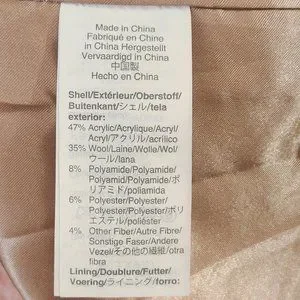 Made in China
Fabriqué en Chine
in China Hergestellt
Vervaardigd in China
中国製
Hecho en China
Shell/Extérieur/Oberstoff/
Buitenkant/シェル/tela
exterior:
47% Acrylic/Acrylique/Acryl/
Acryl/アクリル/acrílico
35% Wool/Laine/Wolle/Wol/
ウール/lana
8% Polyamide/Polyamide/
Polyamid/Polyamide/ポ
リアミド/poliamida
6% Polyester/Polyester/
Polyester/Polyester/ポリ
エステル/poliéster
4% Other Fiber/Autre Fibre/
Sonstige Faser/Andere
Vezel/その他の繊維/otra
fibra
Lining/Doublure/Futter/
Voering/ライニング/forro: